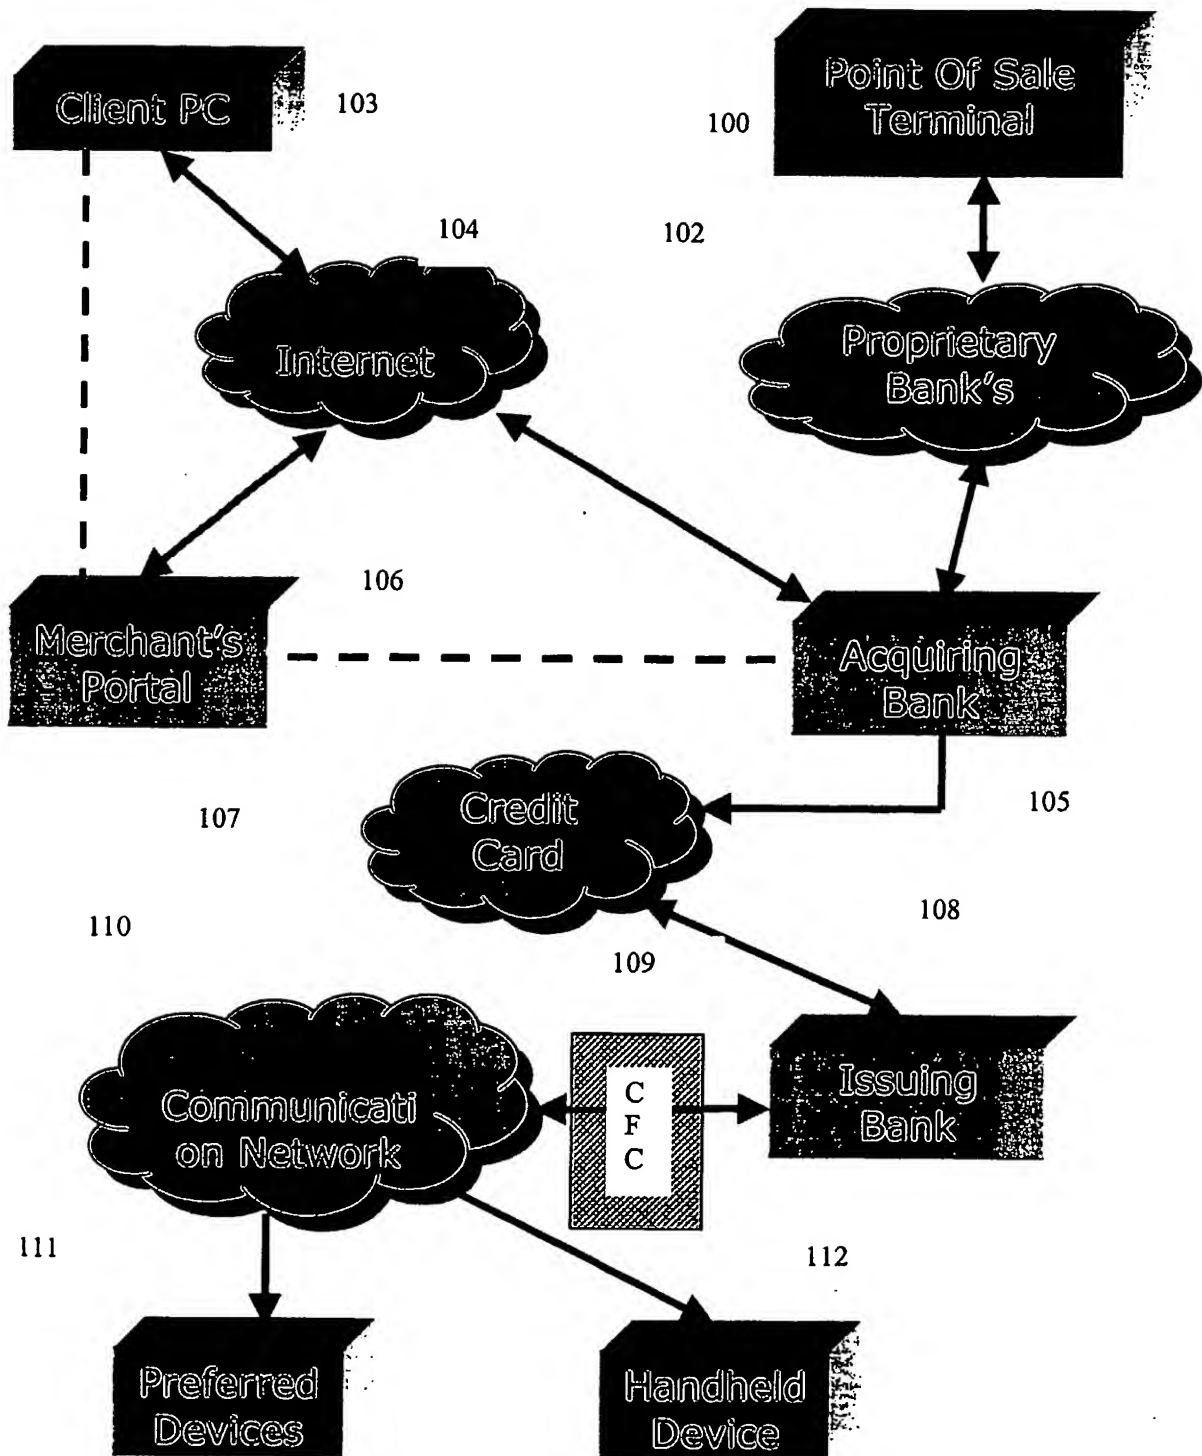 Client PC
103
100
Point Of Sale
Terminal
104
102
Internet
Proprietary
Bank's
106
Merchant's
Portal
Acquiring
Bank
107
Credit
Card
105
110
108
109
Communicati
on Network
C
F
C
Issuing
Bank
111
112
Preferred
Devices
Handheld
Device